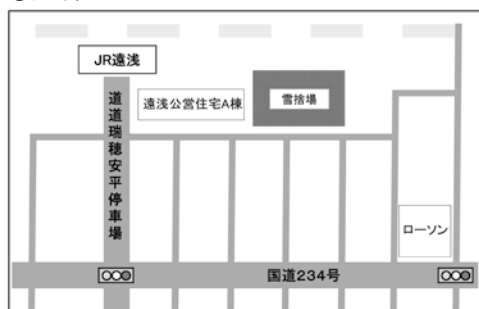 JR遠浅
遠浅公営住宅A棟
雪捨場
道道瑞穂安平停車場
ローソン
国道234号